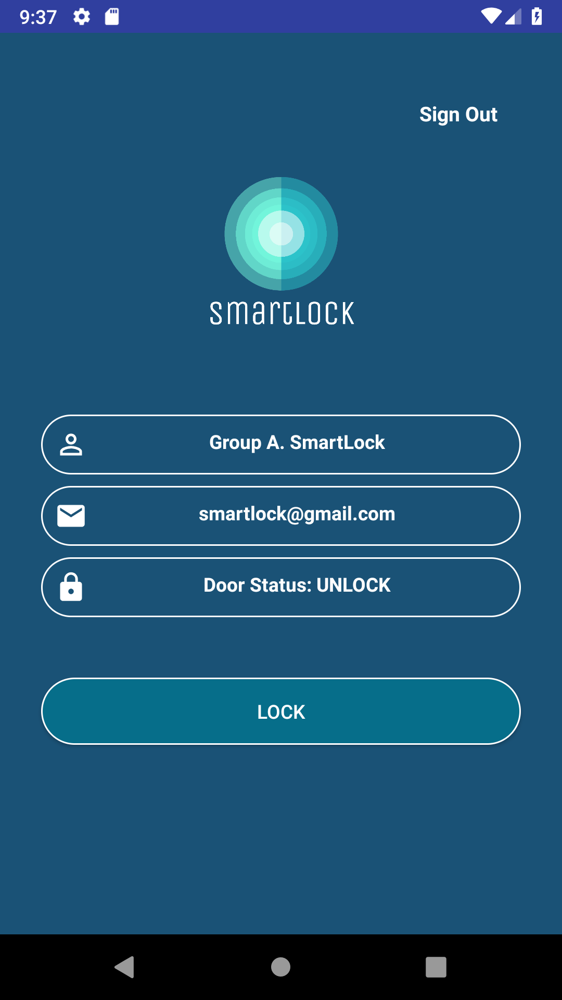 9:37
Sign Out
smartLOCK
Group A. SmartLock
smartlock@gmail.com
Door Status: UNLOCK
LOCK